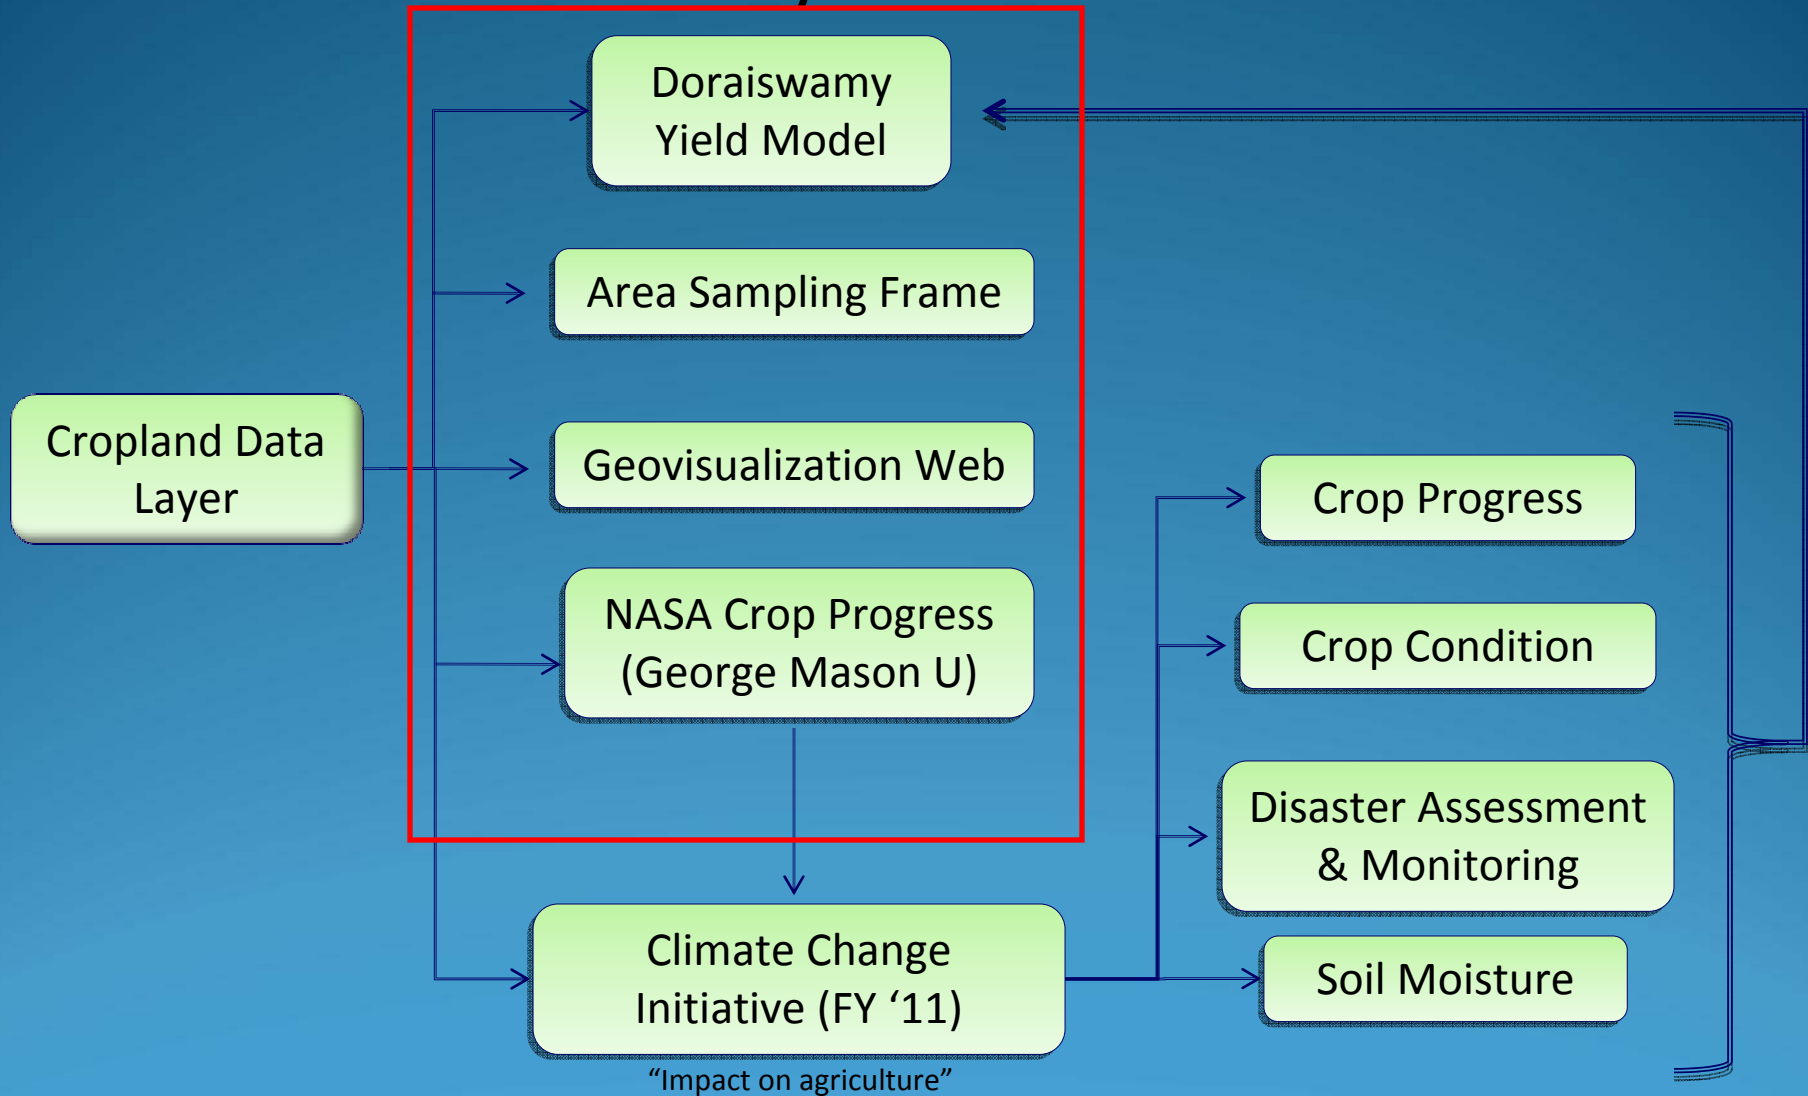 Doraiswamy
Yield Model
Area Sampling Frame
Cropland Data
Layer
Geovisualization Web
NASA Crop Progress
(George Mason U)
Climate Change
Initiative (FY ‘11)
“Impact on agriculture”
Crop Progress
Crop Condition
Disaster Assessment
& Monitoring
Soil Moisture